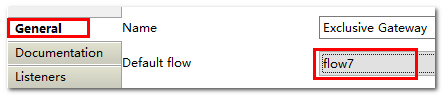 General
Name
Exclusive Gateway
Documentation
Default flow
flow7
Listeners